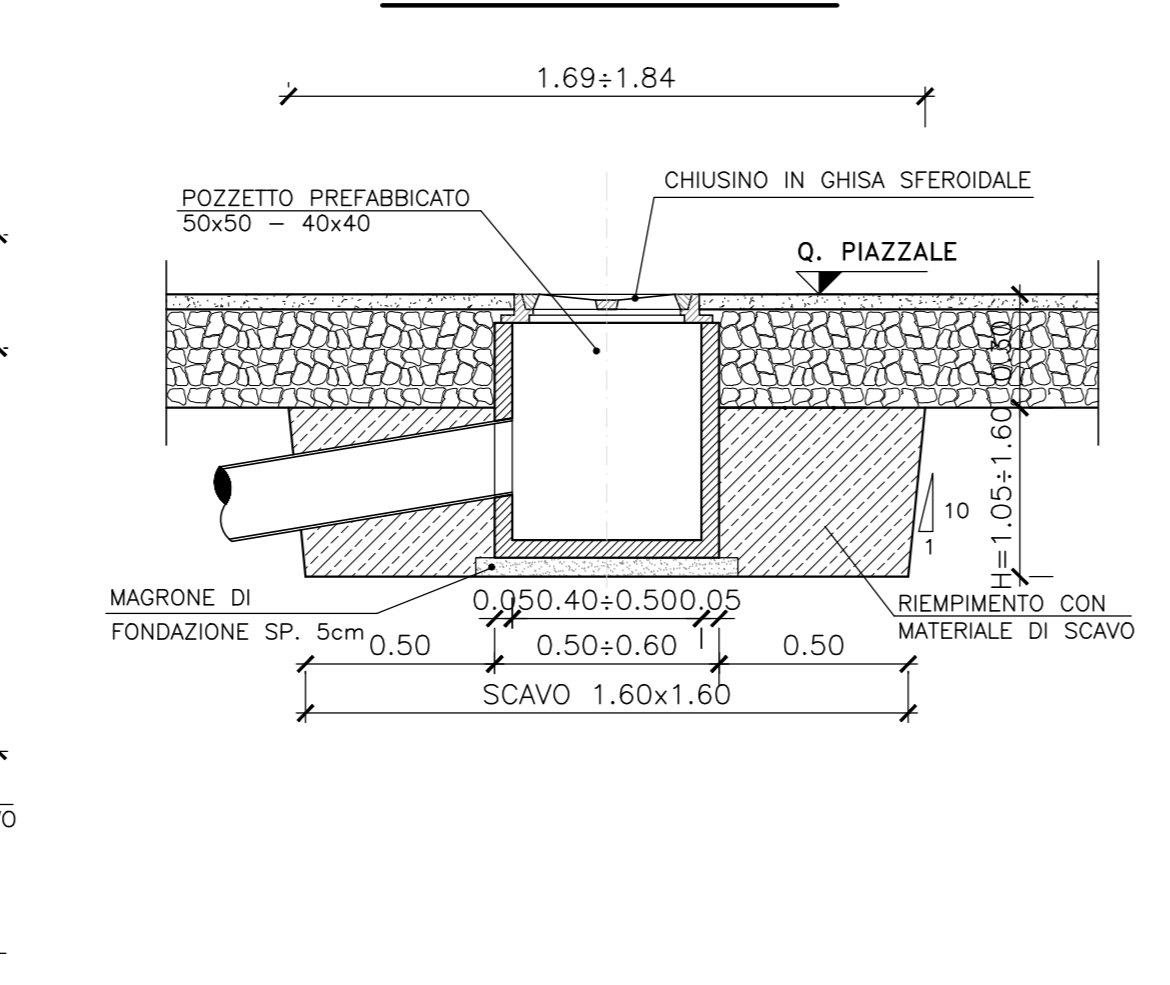 1.69÷1.84
CHIUSINO IN GHISA SFEROIDALE
POZZETTO PREFABBICATO
50x50 – 40x40
Q. PIAZZALE
0.30
H=1.05÷1.60
10
1
MAGRONE DI
FONDAZIONE SP. 5cm
0.05 0.40÷0.50 0.05
RIEMPIMENTO CON
MATERIALE DI SCAVO
0.50 0.50÷0.60 0.50
SCAVO 1.60x1.60